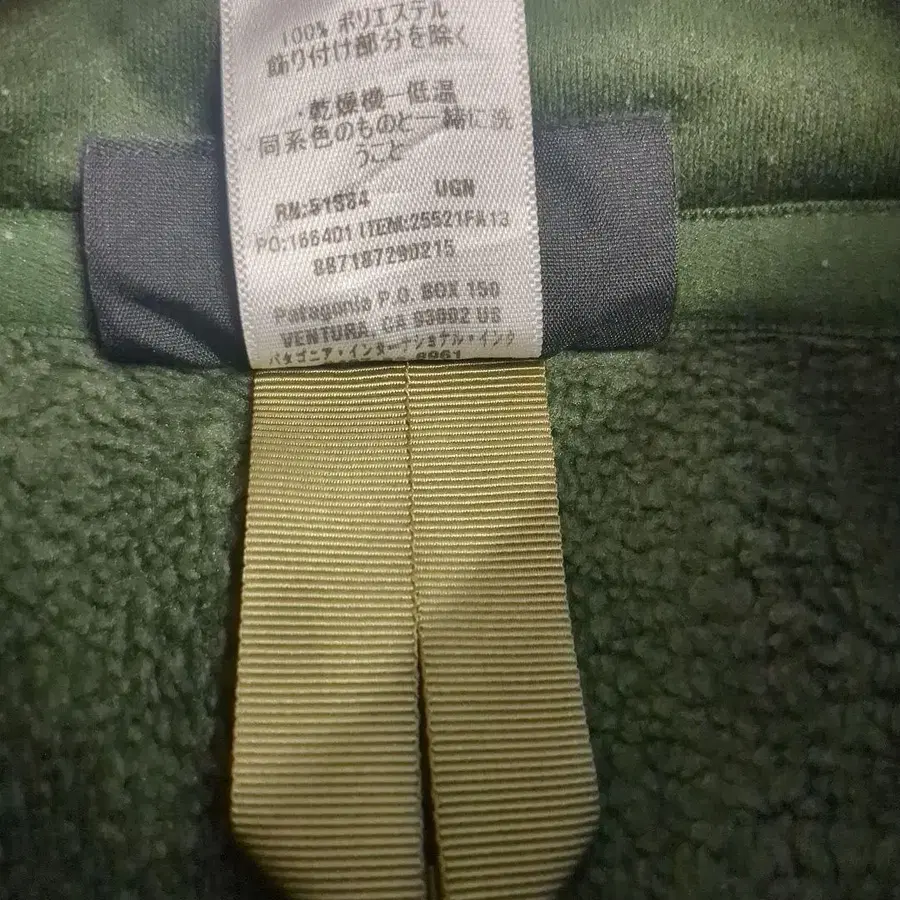 100% ポリエステル
飾り付け部分を除く
・乾燥機ー低温
同系色のものと一緒に洗
うこと
RN:51884 UGN
PO:166401 ITEM:25521FA13
887187290215
Patagonia P.O. BOX 150
VENTURA. CA 93002 US
パタゴニア・インターナショナル・インク
8961